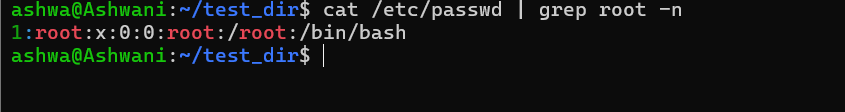 ashwa@Ashwani:~/test_dir$ cat /etc/passwd | grep root -n
1:root:x:0:0:root:/root:/bin/bash
ashwa@Ashwani:~/test_dir$